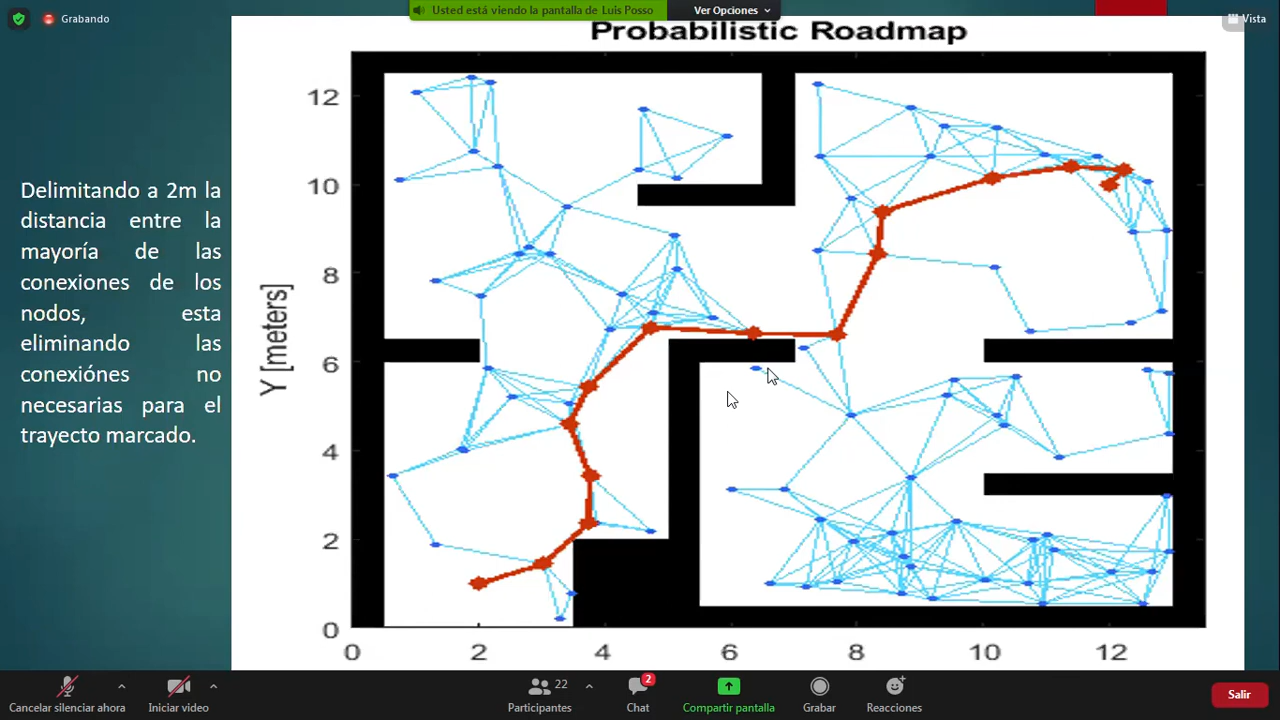 Grabando
Usted está viendo la pantalla de Luis Posso
Ver Opciones
Vista
Probabilistic Roadmap
Delimitando a 2m la
distancia entre la
mayoría de las
conexiones de los
nodos, esta
eliminando las
conexiónes no
necesarias para el
trayecto marcado.
Y [meters]
12
10
8
6
4
2
0
0 2 4 6 8 10 12
Cancelar silenciar ahora
Iniciar video
22
Participantes
2
Chat
Compartir pantalla
Grabar
Reacciones
Salir